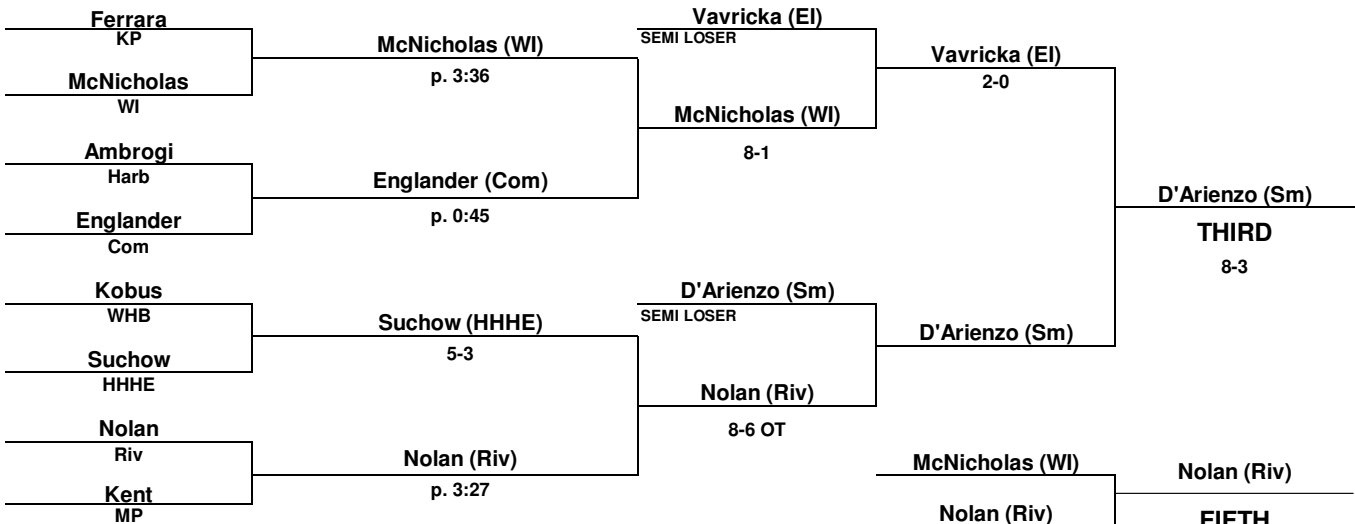 Ferrara
KP
McNicholas
WI
Ambrogi
Harb
Englander
Com
Kobus
WHB
Suchow
HHHE
Nolan
Riv
Kent
MP
McNicholas (WI)
p. 3:36
Englander (Com)
p. 0:45
Suchow (HHHE)
5-3
Nolan (Riv)
p. 3:27
Vavricka (EI)
SEMI LOSER
McNicholas (WI)
8-1
D'Arienzo (Sm)
SEMI LOSER
Nolan (Riv)
8-6 OT
Vavricka (EI)
2-0
D'Arienzo (Sm)
D'Arienzo (Sm)
THIRD
8-3
McNicholas (WI)
Nolan (Riv)
Nolan (Riv)
FIFTH